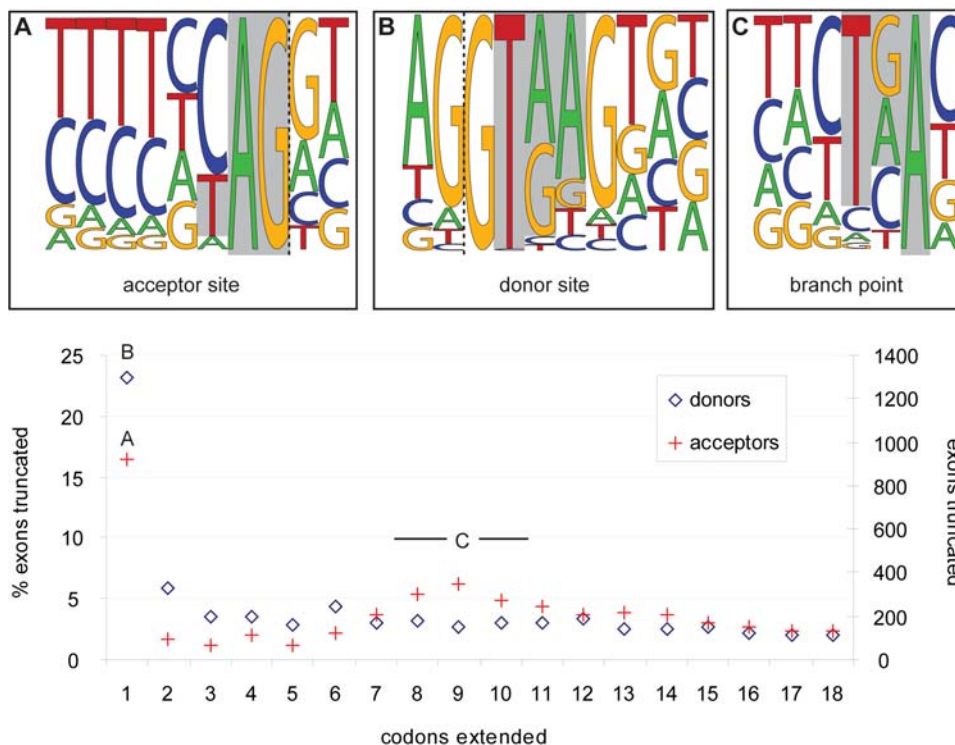 A
B
C
acceptor site
donor site
branch point
% exons truncated
exons truncated
25
20
15
10
5
0
1400
1200
1000
800
600
400
200
0
B
A
C
donors
acceptors
1 2 3 4 5 6 7 8 9 10 11 12 13 14 15 16 17 18
codons extended